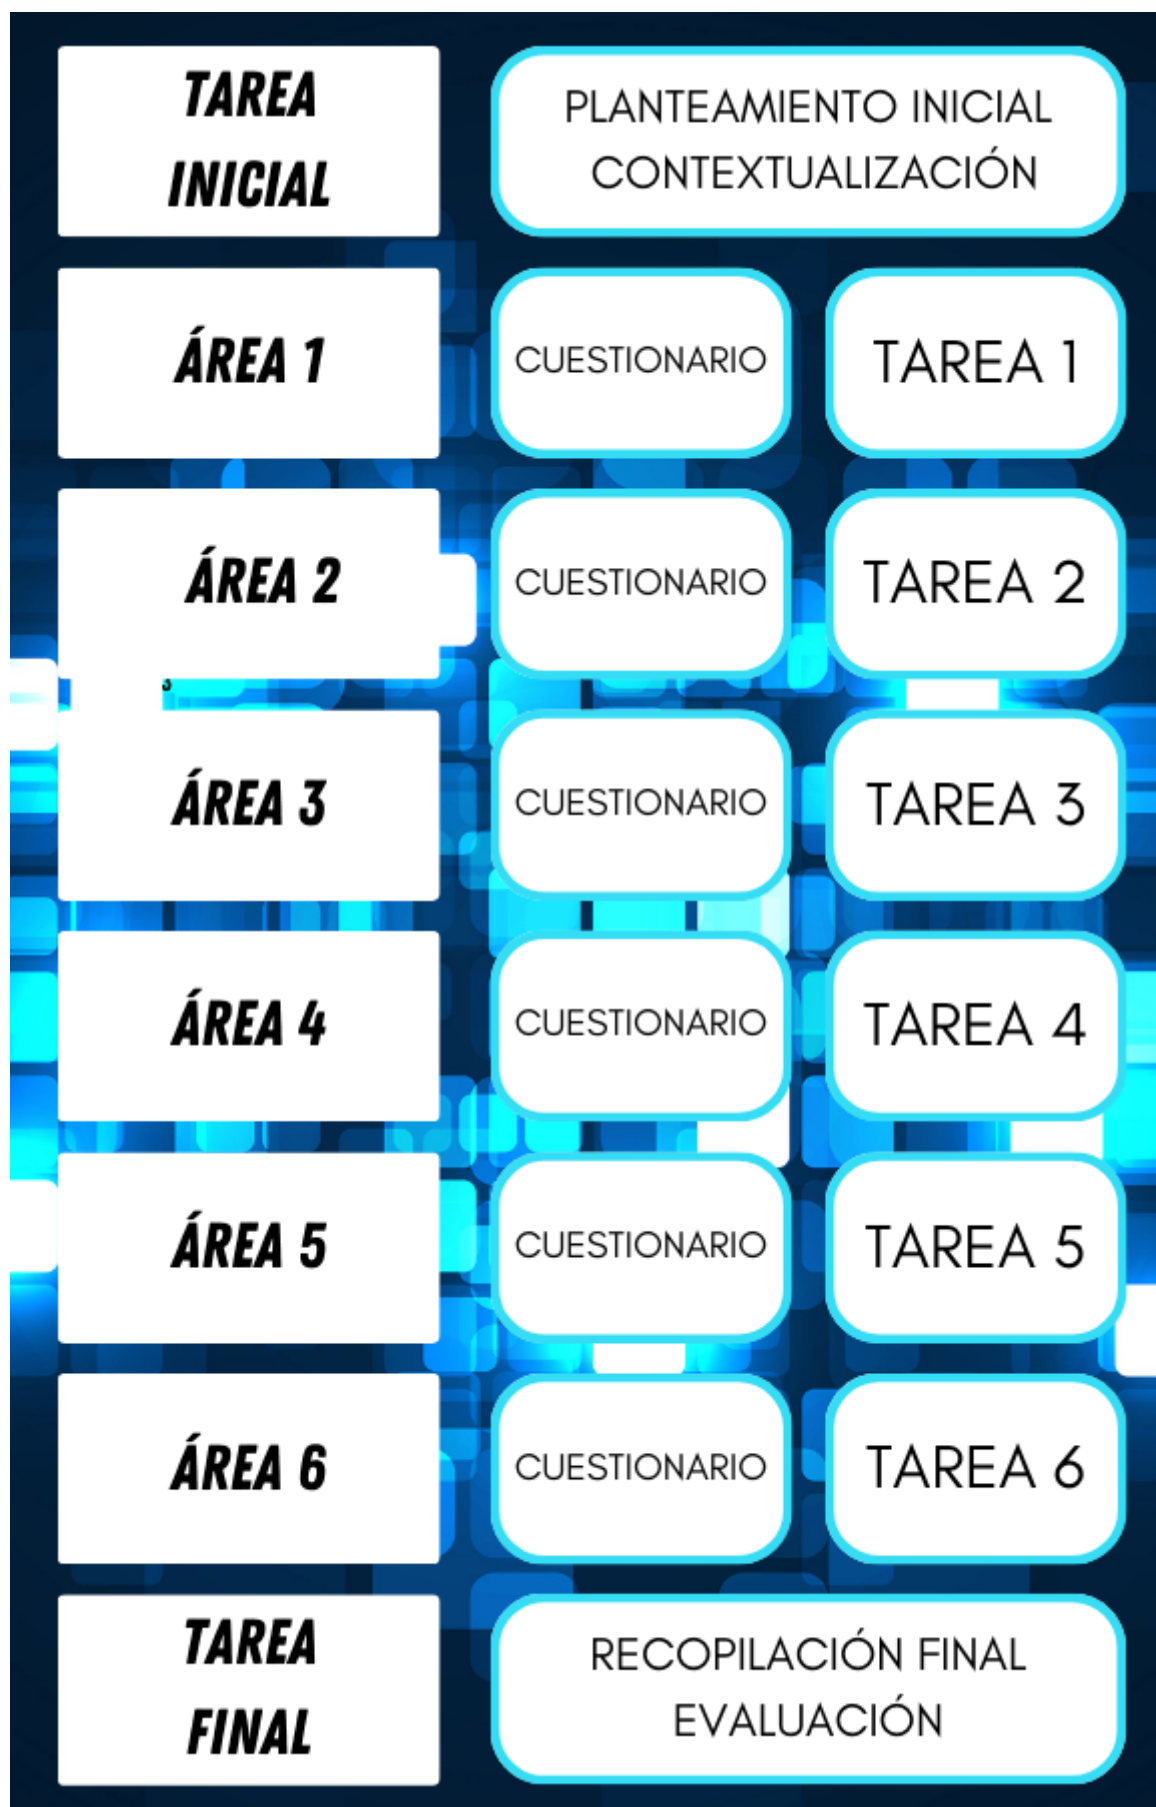 TAREA
INICIAL
PLANTEAMIENTO INICIAL
CONTEXTUALIZACIÓN
ÁREA 1
CUESTIONARIO
TAREA 1
ÁREA 2
CUESTIONARIO
TAREA 2
3
ÁREA 3
CUESTIONARIO
TAREA 3
ÁREA 4
CUESTIONARIO
TAREA 4
ÁREA 5
CUESTIONARIO
TAREA 5
ÁREA 6
CUESTIONARIO
TAREA 6
TAREA
FINAL
RECOPILACIÓN FINAL
EVALUACIÓN